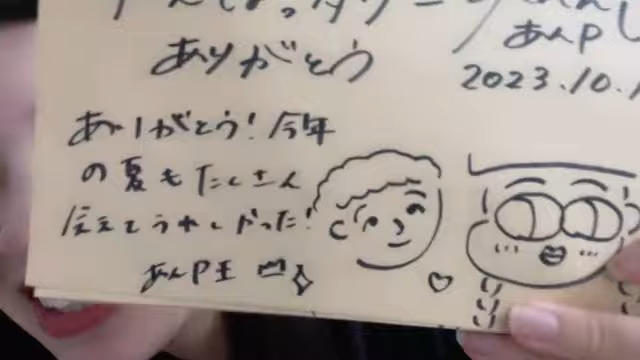 ありがとう
あんP
2023.10.1
ありがとう!今年
の夏もたくさん
会えてうれしかった!
あんP王